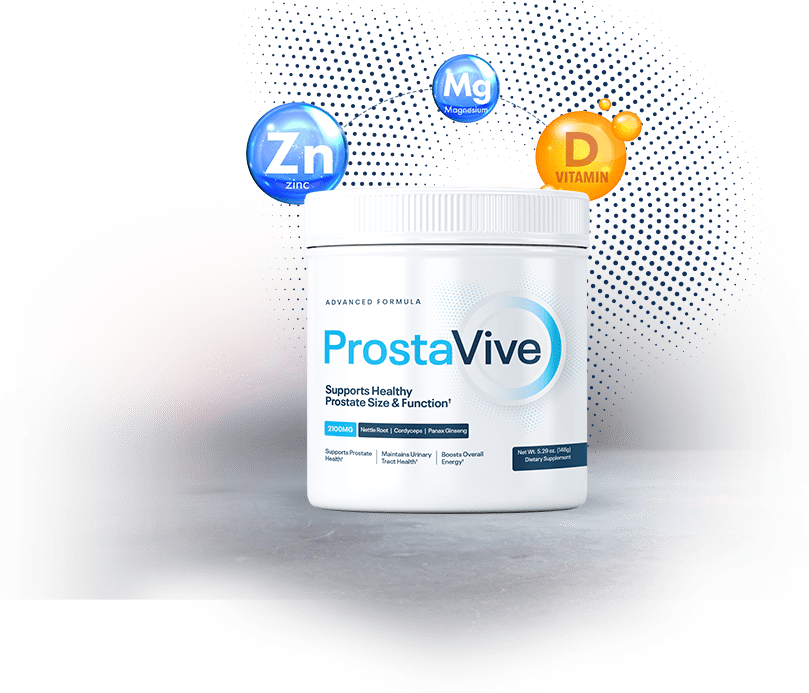 Mg
Magnesium
Zn
zinc
D
VITAMIN
ADVANCED FORMULA
ProstaVive
Supports Healthy
Prostate Size & Function†
2100MG Nettle Root | Cordyceps | Panax Ginseng
Supports Prostate
Health†
Maintains Urinary
Tract Health†
Boosts Overall
Energy†
Net Wt. 5.29 oz. (148g)
Dietary Supplement